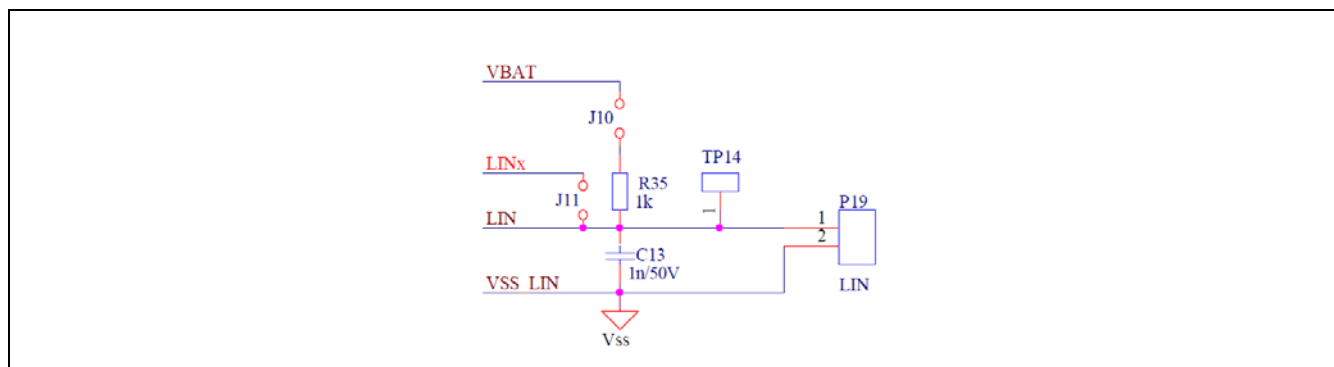 VBAT
J10
LINx
TP14
R35
1k
J11
P19
LIN
1
1
2
C13
1n/50V
VSS_LIN
LIN
Vss